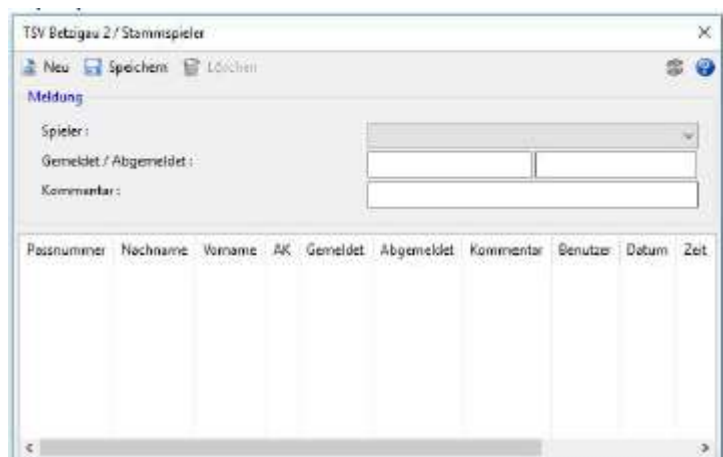 TSV Betzigau 2 / Stammspieler
Neu Speichern Löschen
Meldung
Spieler :
Gemeldet / Abgemeldet :
Kommentar :
Passnummer Nachname Vorname AK Gemeldet Abgemeldet Kommentar Benutzer Datum Zeit